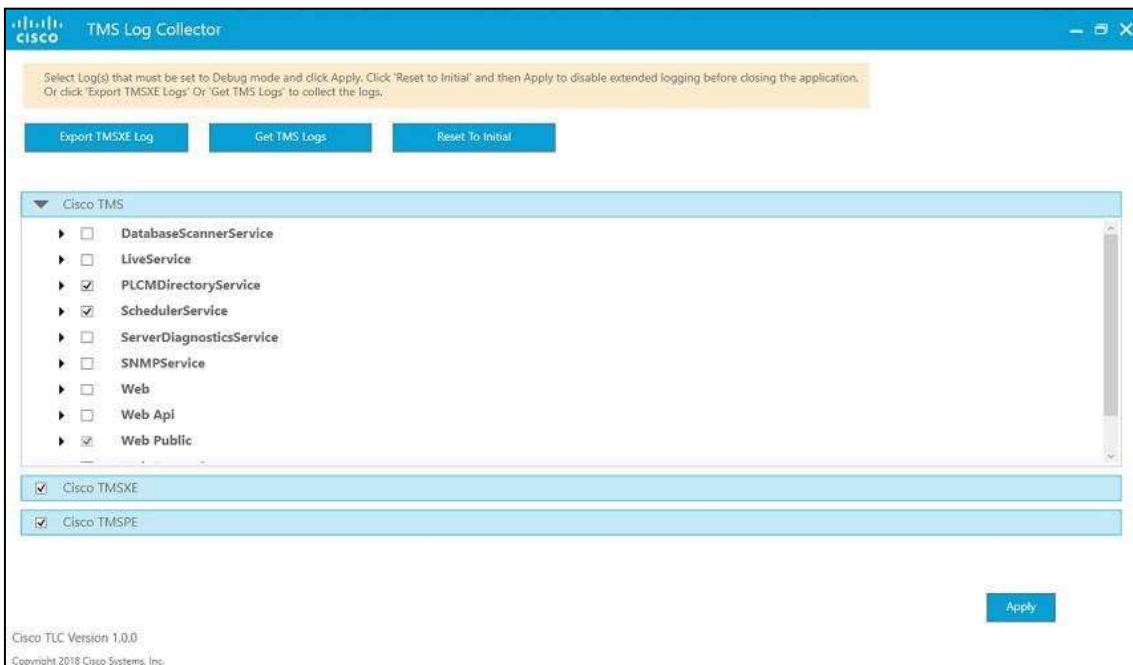 cisco
TMS Log Collector
Select Log(s) that must be set to Debug mode and click Apply. Click 'Reset to Initial' and then Apply to disable extended logging before closing the application.
Or click 'Export TMSXE Logs' Or 'Get TMS Logs' to collect the logs.
Export TMSXE Log
Get TMS Logs
Reset To Initial
Cisco TMS
DatabaseScannerService
LiveService
PLCMDirectoryService
SchedulerService
ServerDiagnosticsService
SNMPService
Web
Web Api
Web Public
Cisco TMSXE
Cisco TMSPE
Apply
Cisco TLC Version 1.0.0
Copyright 2018 Cisco Systems, Inc.